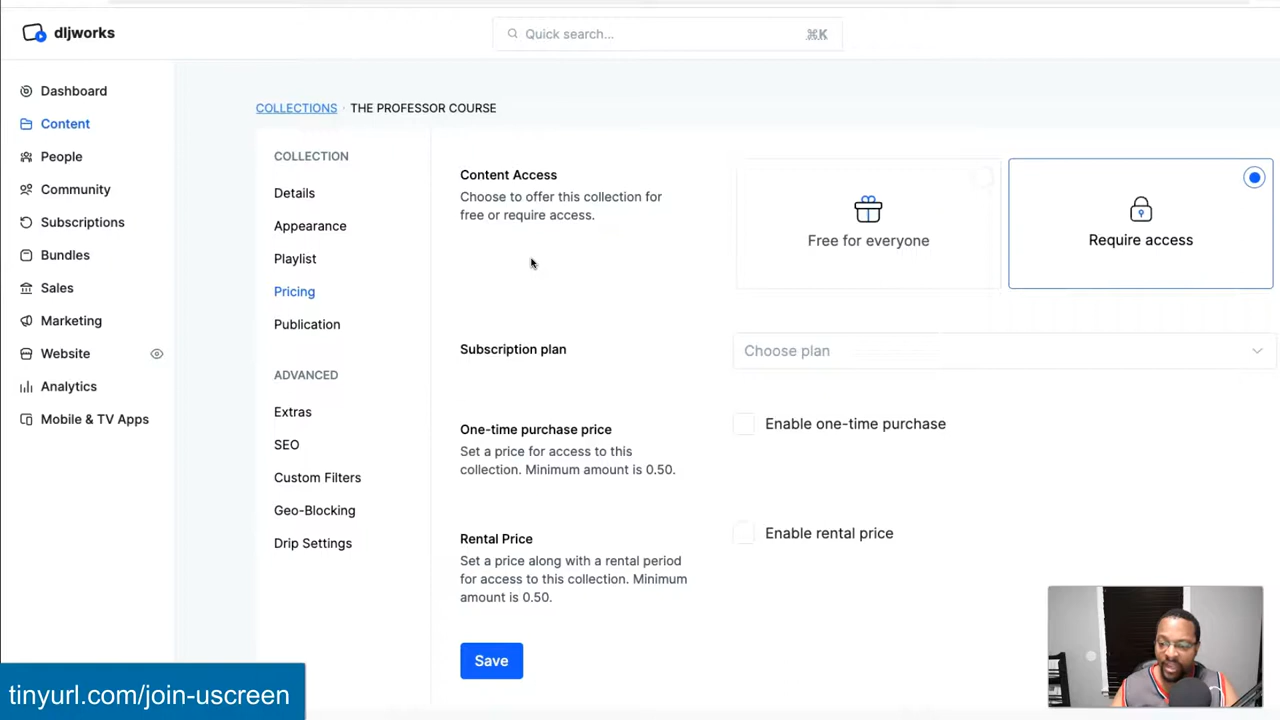 dljworks
Quick search...
⌘K
Dashboard
Content
People
Community
Subscriptions
Bundles
Sales
Marketing
Website
Analytics
Mobile & TV Apps
COLLECTIONS · THE PROFESSOR COURSE
COLLECTION
Details
Appearance
Playlist
Pricing
Publication
ADVANCED
Extras
SEO
Custom Filters
Geo-Blocking
Drip Settings
Content Access
Choose to offer this collection for
free or require access.
Free for everyone
Require access
Subscription plan
Choose plan
One-time purchase price
Set a price for access to this
collection. Minimum amount is 0.50.
Enable one-time purchase
Rental Price
Set a price along with a rental period
for access to this collection. Minimum
amount is 0.50.
Enable rental price
Save
tinyurl.com/join-uscreen